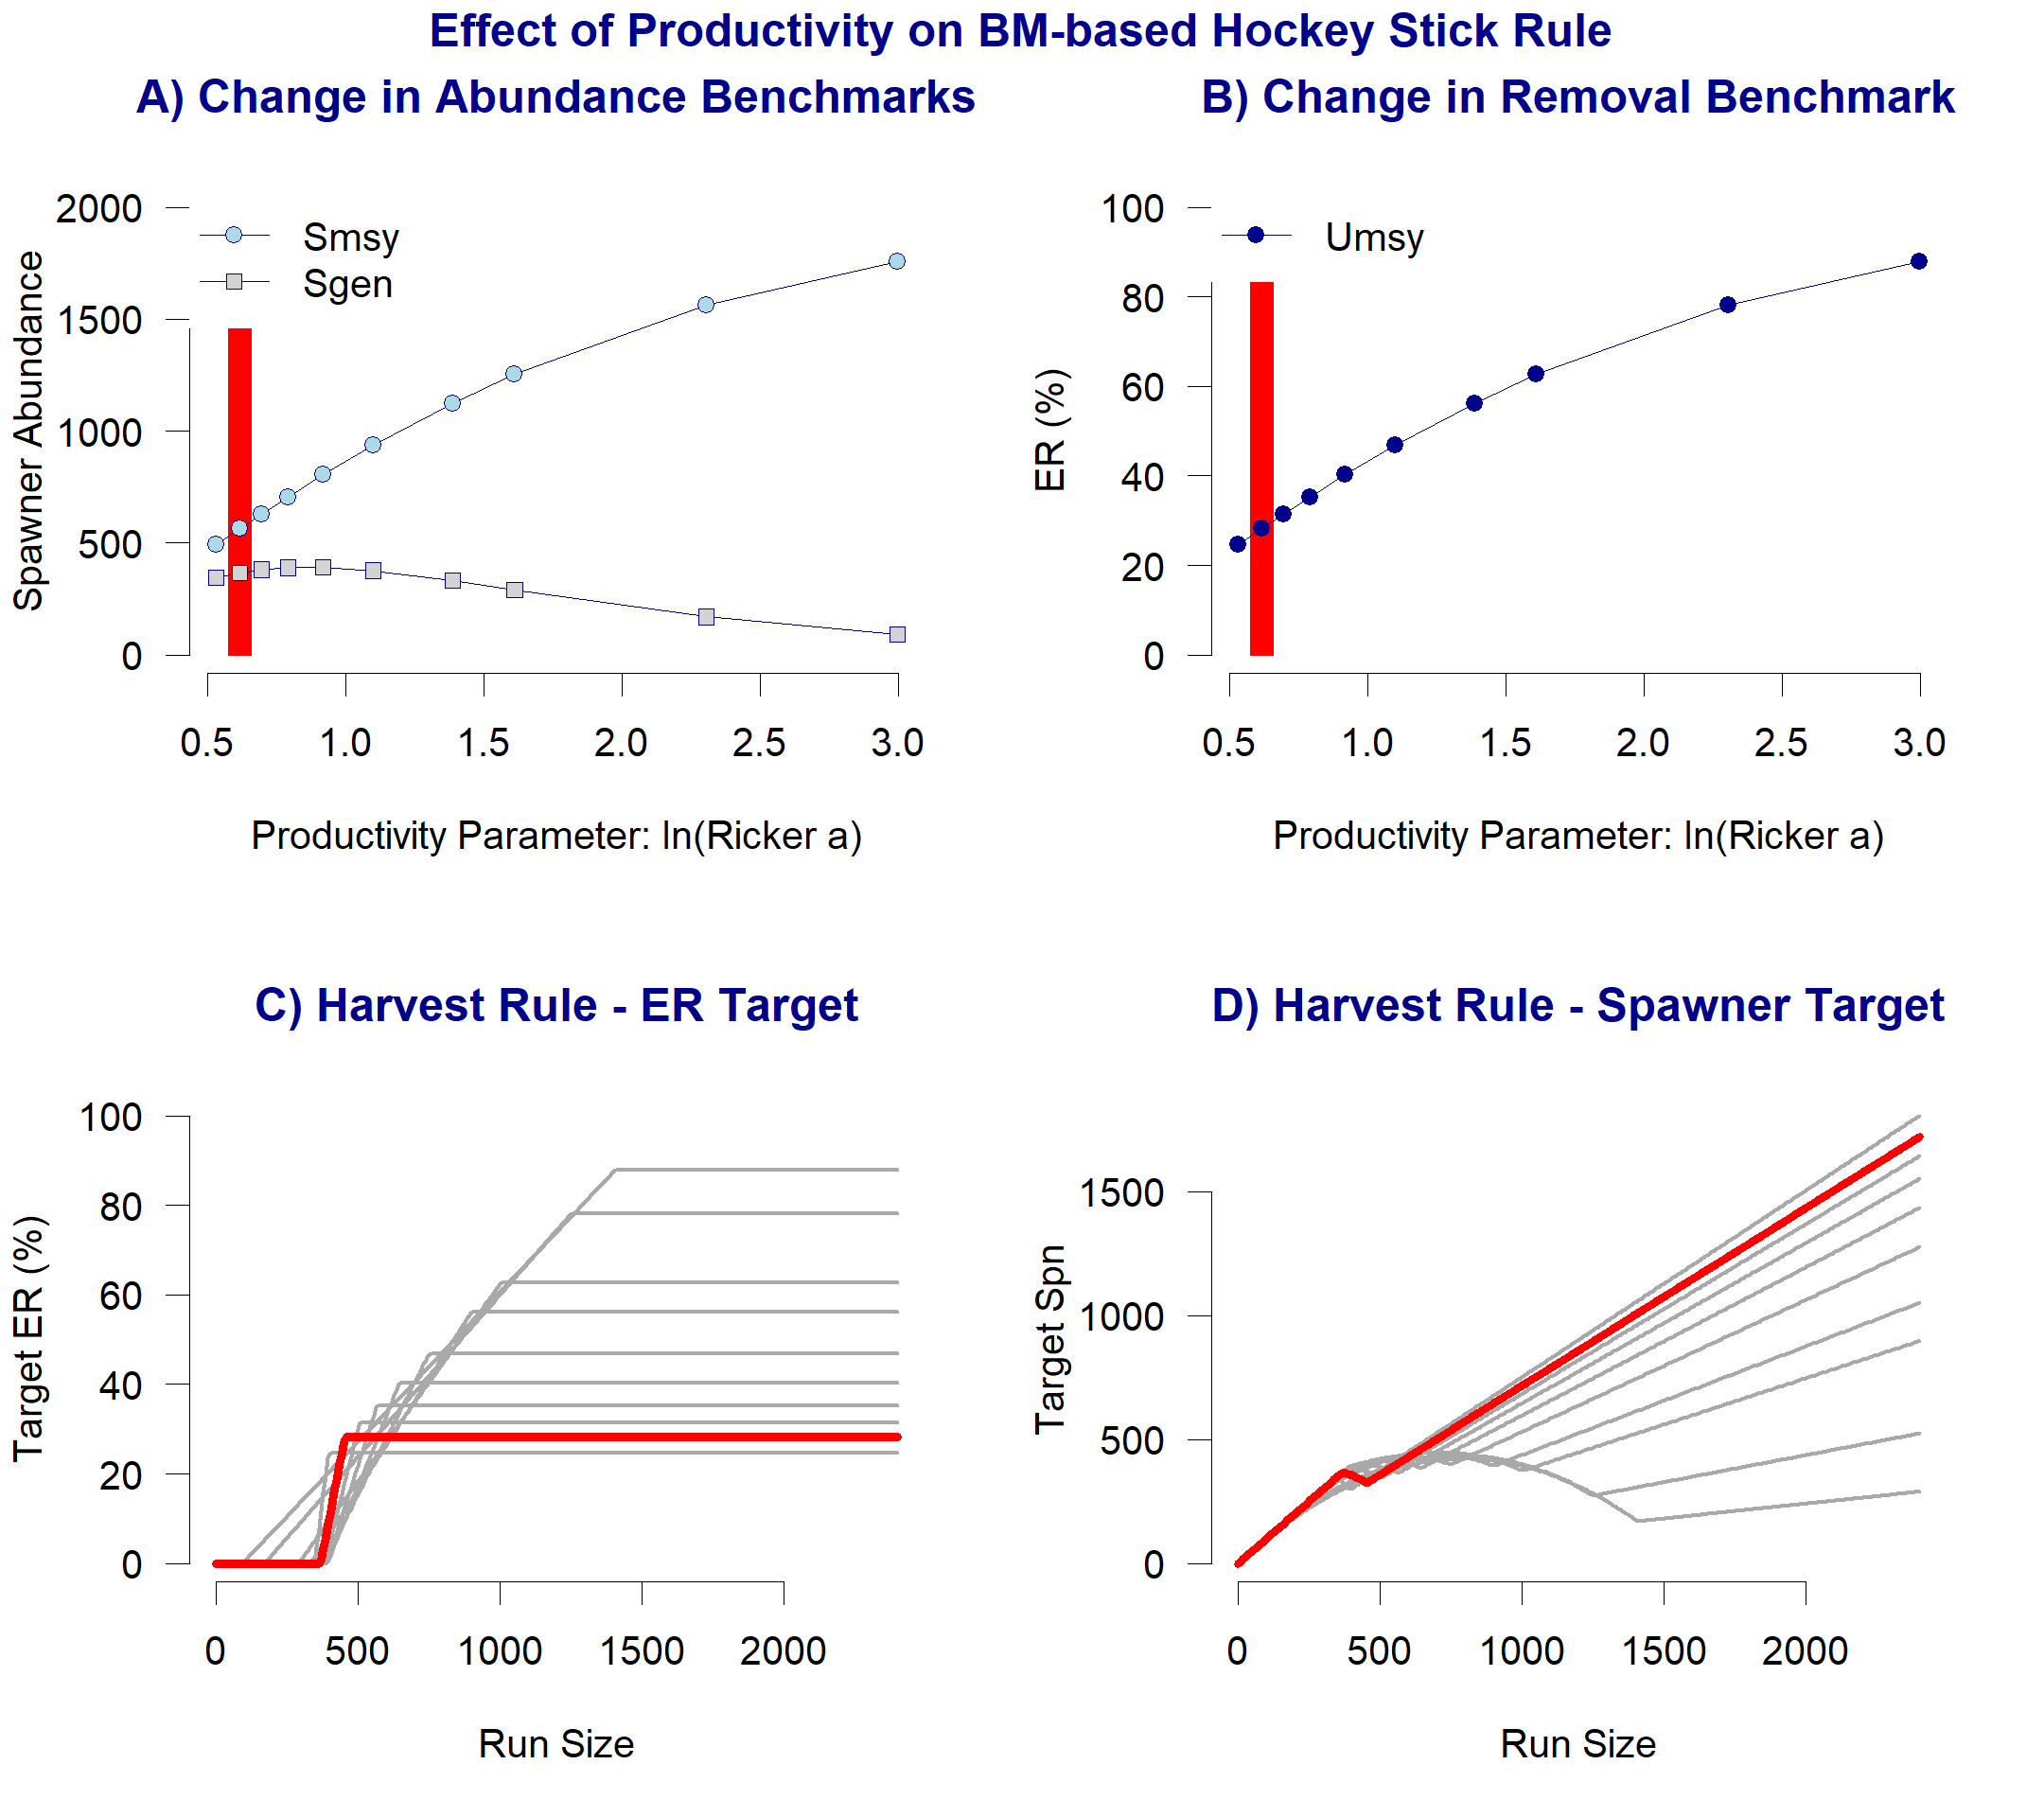 Effect of Productivity on BM-based Hockey Stick Rule
A) Change in Abundance Benchmarks
Spawner Abundance
2000
1500
1000
500
0
Smsy
Sgen
0.5 1.0 1.5 2.0 2.5 3.0
Productivity Parameter: ln(Ricker a)
B) Change in Removal Benchmark
ER (%)
100
80
60
40
20
0
Umsy
0.5 1.0 1.5 2.0 2.5 3.0
Productivity Parameter: ln(Ricker a)
C) Harvest Rule - ER Target
Target ER (%)
100
80
60
40
20
0
0 500 1000 1500 2000
Run Size
D) Harvest Rule - Spawner Target
Target Spn
1500
1000
500
0
0 500 1000 1500 2000
Run Size